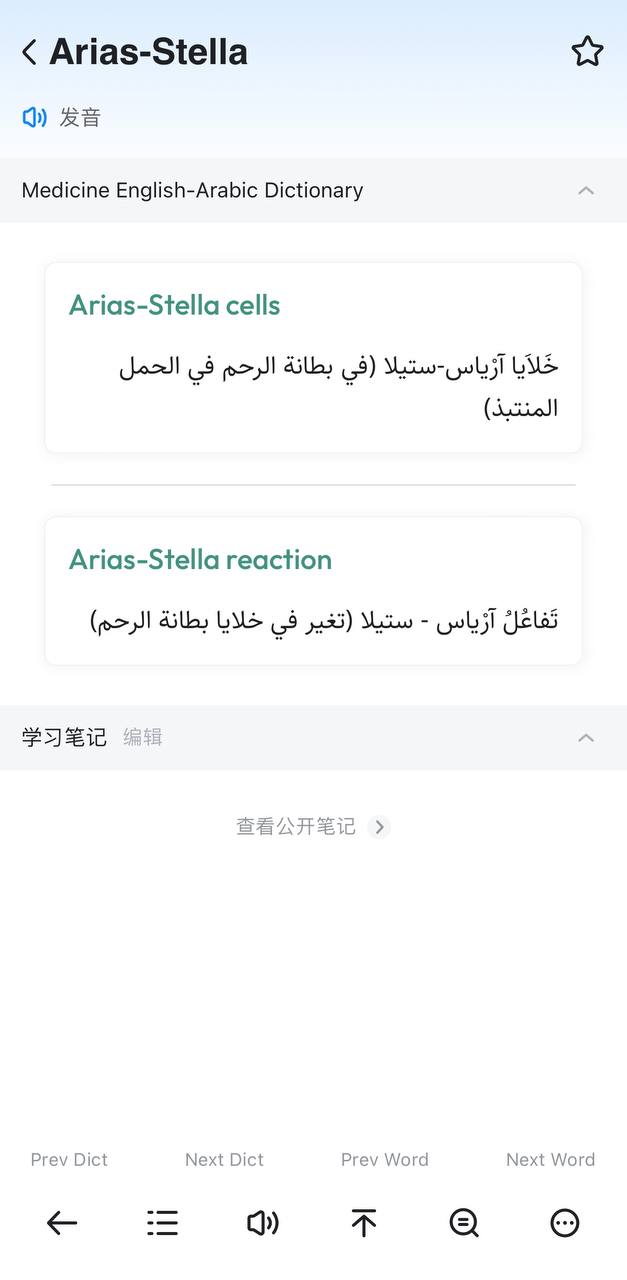 Arias-Stella
发音
Medicine English-Arabic Dictionary
Arias-Stella cells
خَلَايا آرْياس-ستيلا (في بطانة الرحم في الحمل
المنتبذ)
Arias-Stella reaction
تَفاعُلُ آرْياس - ستيلا (تغير في خلايا بطانة الرحم)
学习笔记 编辑
查看公开笔记
Prev Dict Next Dict Prev Word Next Word